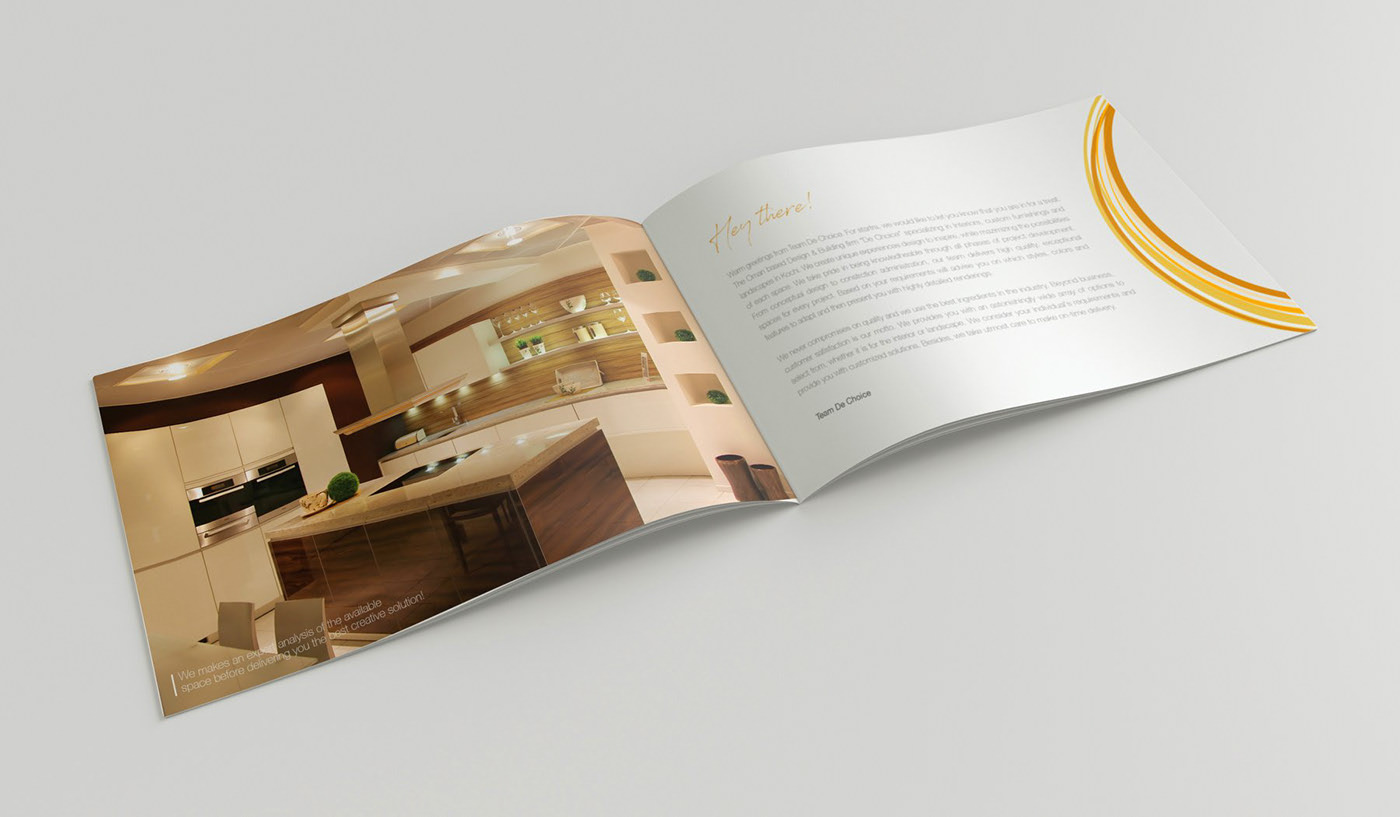 We makes an expert analysis of the available
space before delivering you the best creative solution!
Hey there!
Warm greetings from Team De Choice. For startrs, we would like to let you know that you are in for a treat.
The Oman based Design & Building firm "De Choice" specializing in Interiors, custom furnishings and
landscapes in Kochi. We create unique experiences design to inspire, while maximizing the possibilities
of each space. We take pride in being knowledgeable through all phases of project development.
From conceptual design to constrction administration, our team delivers high quality, exceptional
spaces for every project. Based on your requirements will advise you on which styles, colors and
features to adapt and then present you with highly detailed renderings.
We never compromises on quality and we use the best ingredients in the industry. Beyond business,
customer satisfaction is our motto. We provides you with an astonishingly wide array of options to
select from, whether it is for the interior or landscape. We consider your individual's requirements and
provide you with customized solutions. Besides, we take utmost care to make on-time delivery.
Team De Choice